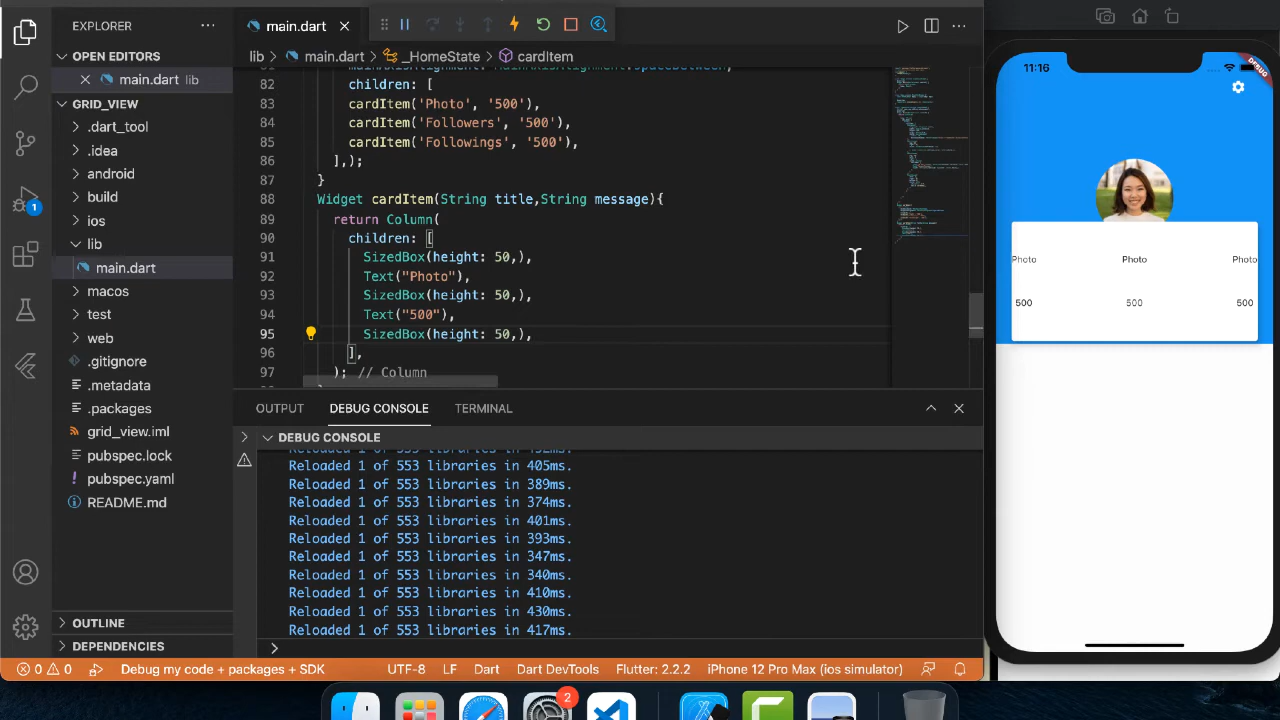 EXPLORER
OPEN EDITORS
main.dart lib
GRID_VIEW
.dart_tool
.idea
android
build
ios
lib
main.dart
macos
test
web
.gitignore
.metadata
.packages
grid_view.iml
pubspec.lock
pubspec.yaml
README.md
OUTLINE
DEPENDENCIES
1
main.dart
lib > main.dart > _HomeState > cardItem
82 children: [
83 cardItem('Photo', '500'),
84 cardItem('Followers', '500'),
85 cardItem('Followings', '500'),
86 ],);
87 }
88 Widget cardItem(String title,String message){
89 return Column(
90 children: [
91 SizedBox(height: 50,),
92 Text("Photo"),
93 SizedBox(height: 50,),
94 Text("500"),
95 SizedBox(height: 50,),
96 ],
97 ); // Column
OUTPUT DEBUG CONSOLE TERMINAL
DEBUG CONSOLE
Reloaded 1 of 553 libraries in 405ms.
Reloaded 1 of 553 libraries in 389ms.
Reloaded 1 of 553 libraries in 374ms.
Reloaded 1 of 553 libraries in 401ms.
Reloaded 1 of 553 libraries in 393ms.
Reloaded 1 of 553 libraries in 347ms.
Reloaded 1 of 553 libraries in 340ms.
Reloaded 1 of 553 libraries in 410ms.
Reloaded 1 of 553 libraries in 430ms.
Reloaded 1 of 553 libraries in 417ms.
0 0 Debug my code + packages + SDK UTF-8 LF Dart Dart DevTools Flutter: 2.2.2 iPhone 12 Pro Max (ios simulator)
2
11:16
DEBUG
Photo Photo Photo
500 500 500